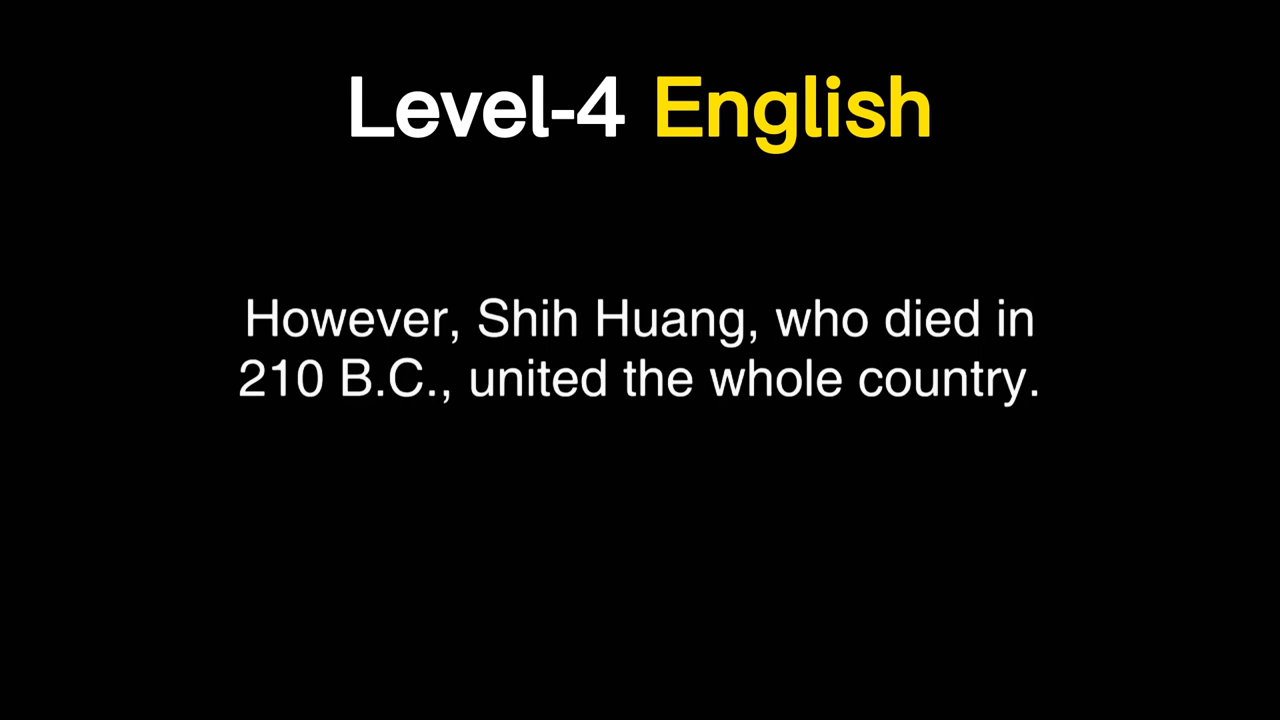 Level-4 English
However, Shih Huang, who died in
210 B.C., united the whole country.